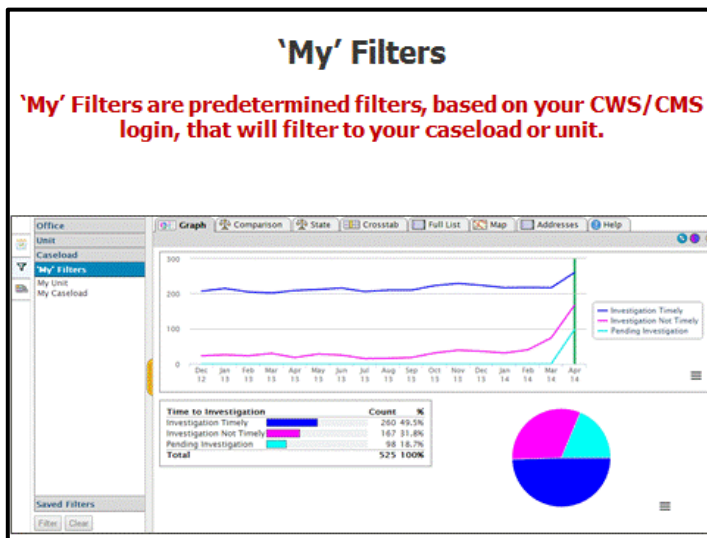 ‘My’ Filters
‘My’ Filters are predetermined filters, based on your CWS/CMS
login, that will filter to your caseload or unit.
Office
Unit
Caseload
'My' Filters
My Unit
My Caseload
Saved Filters
Filter Clear
Graph Comparison State Crosstab Full List Map Addresses Help
300
200
100
0
Dec Jan Feb Mar Apr May Jun Jul Aug Sep Oct Nov Dec Jan Feb Mar Apr
12 13 13 13 13 13 13 13 13 13 13 13 13 14 14 14 14
Investigation Timely
Investigation Not Timely
Pending Investigation
Time to Investigation Count %
Investigation Timely 260 49.5%
Investigation Not Timely 167 31.8%
Pending Investigation 98 18.7%
Total 525 100%